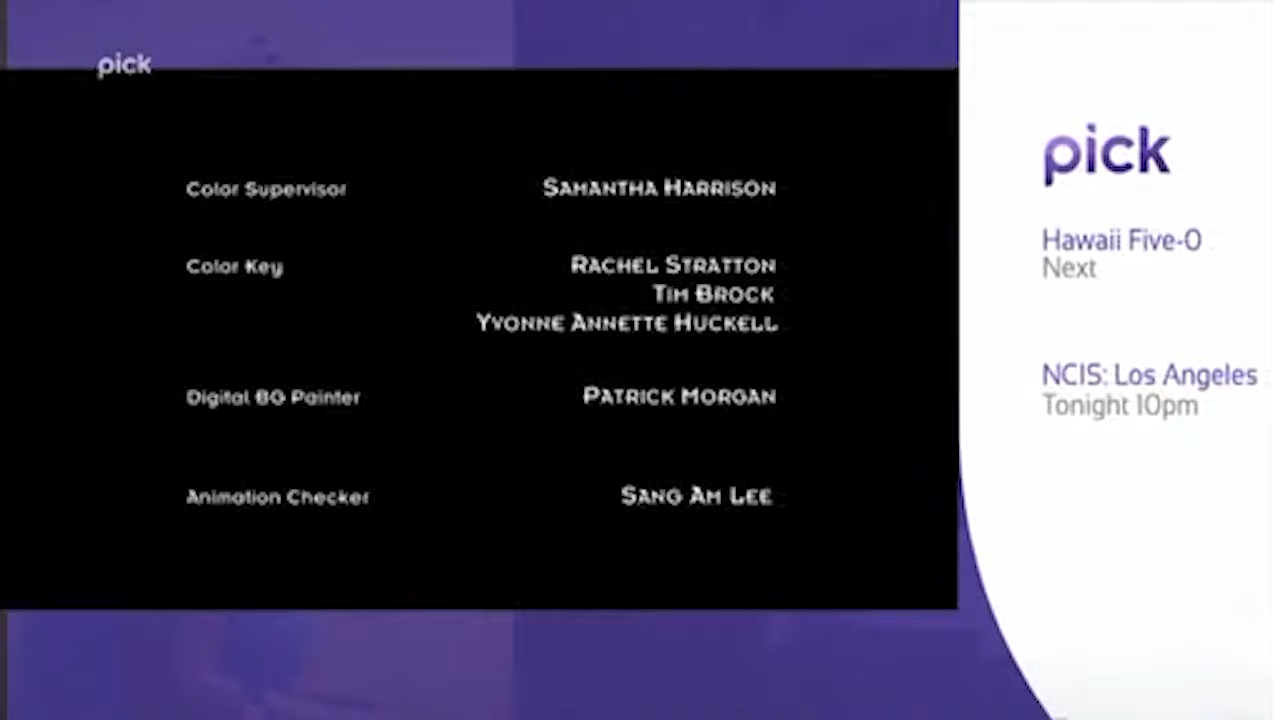 pick
Color Supervisor SAMANTHA HARRISON
Color Key RACHEL STRATTON
TIM BROCK
YVONNE ANNETTE HUCKELL
Digital BG Painter PATRICK MORGAN
Animation Checker SANG AM LEE
pick
Hawaii Five-0
Next
NCIS: Los Angeles
Tonight 10pm